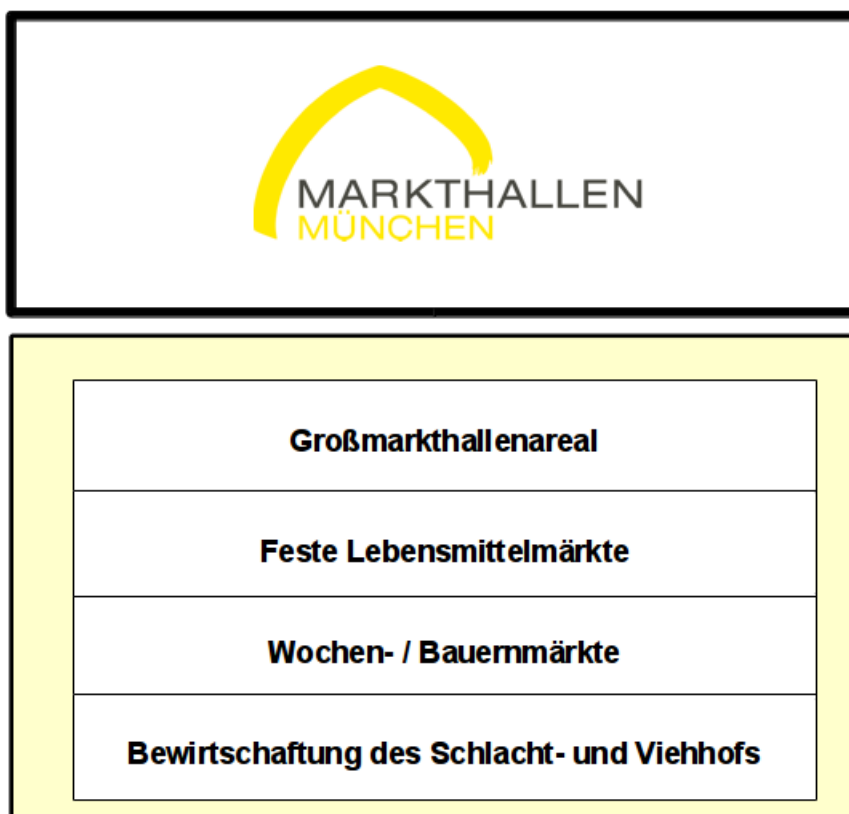 MARKTHALLEN
MÜNCHEN
Großmarkthallenareal
Feste Lebensmittelmärkte
Wochen- / Bauernmärkte
Bewirtschaftung des Schlacht- und Viehhofs